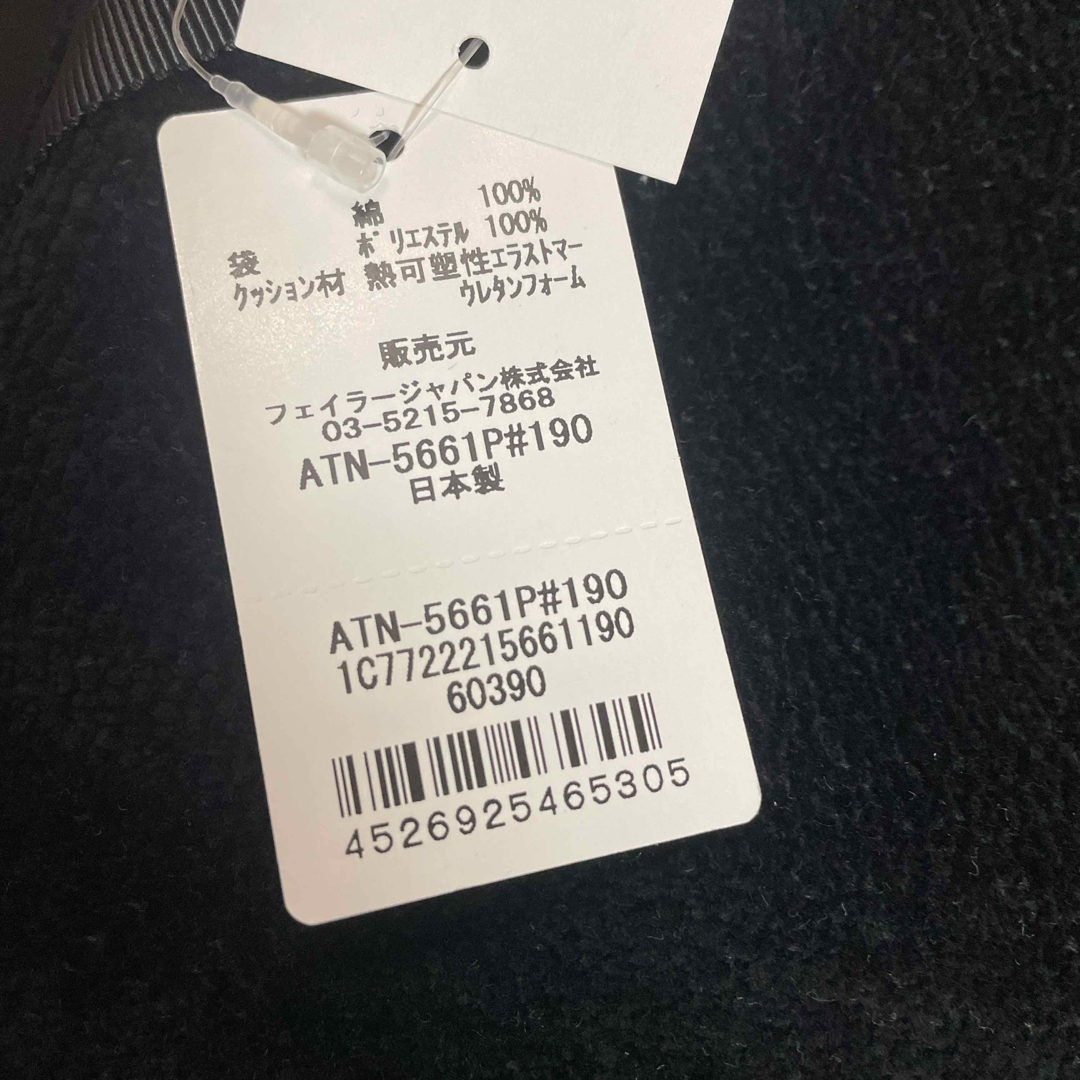 綿 100%
袋 ポリエステル 100%
クッション材 熱可塑性エラストマー
ウレタンフォーム
販売元
フェイラージャパン株式会社
03-5215-7868
ATN-5661P#190
日本製
ATN-5661P#190
1C7722215661190
60390
4526925465305